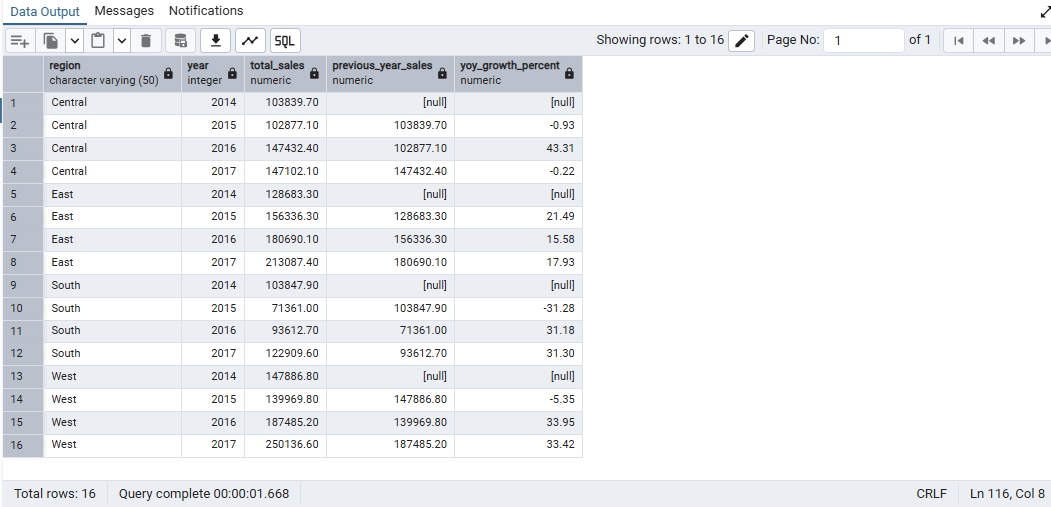 Data Output Messages Notifications
SQL Showing rows: 1 to 16 Page No: 1 of 1
region year total_sales previous_year_sales yoy_growth_percent
character varying (50) integer numeric numeric numeric
1 Central 2014 103839.70 [null] [null]
2 Central 2015 102877.10 103839.70 -0.93
3 Central 2016 147432.40 102877.10 43.31
4 Central 2017 147102.10 147432.40 -0.22
5 East 2014 128683.30 [null] [null]
6 East 2015 156336.30 128683.30 21.49
7 East 2016 180690.10 156336.30 15.58
8 East 2017 213087.40 180690.10 17.93
9 South 2014 103847.90 [null] [null]
10 South 2015 71361.00 103847.90 -31.28
11 South 2016 93612.70 71361.00 31.18
12 South 2017 122909.60 93612.70 31.30
13 West 2014 147886.80 [null] [null]
14 West 2015 139969.80 147886.80 -5.35
15 West 2016 187485.20 139969.80 33.95
16 West 2017 250136.60 187485.20 33.42
Total rows: 16 Query complete 00:00:01.668 CRLF Ln 116, Col 8